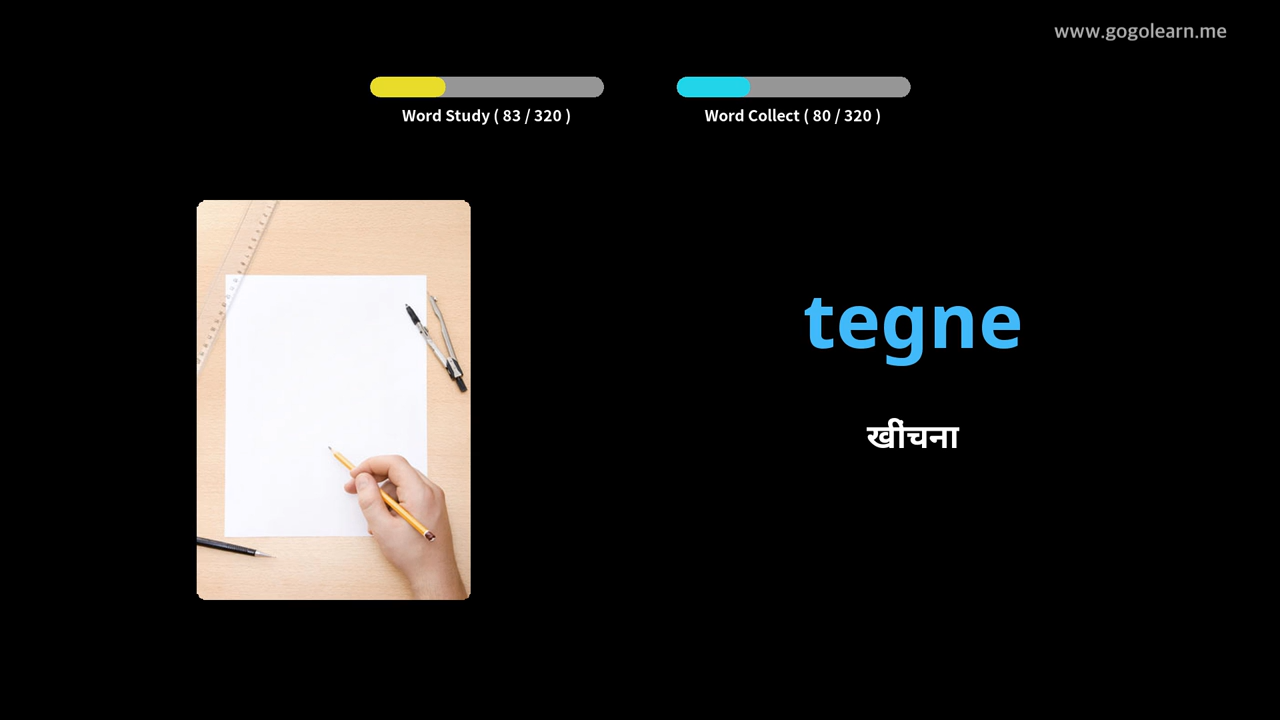 www.gogolearn.me
Word Study ( 83 / 320 )
Word Collect ( 80 / 320 )
tegne
खींचना